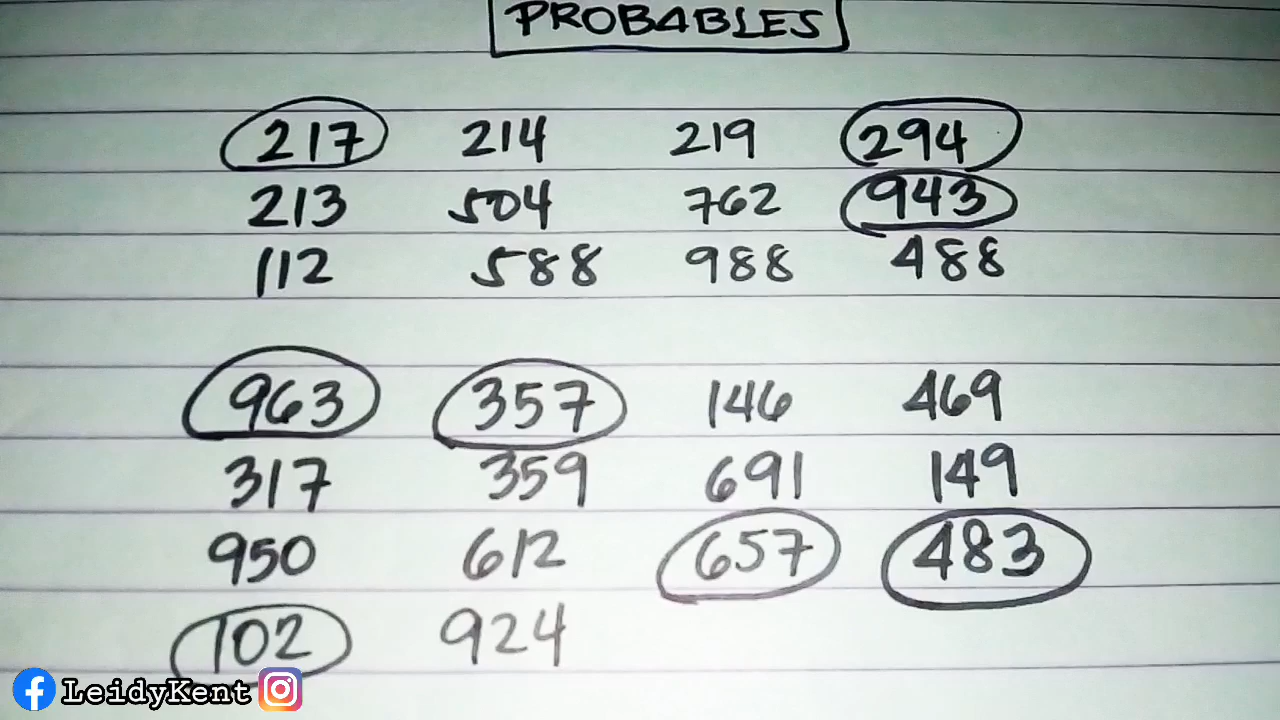 PROBABLES
217 214 219 294
213 504 762 943
112 588 988 488
963 357 146 469
317 359 691 149
950 612 657 483
102 924
LeidyKent